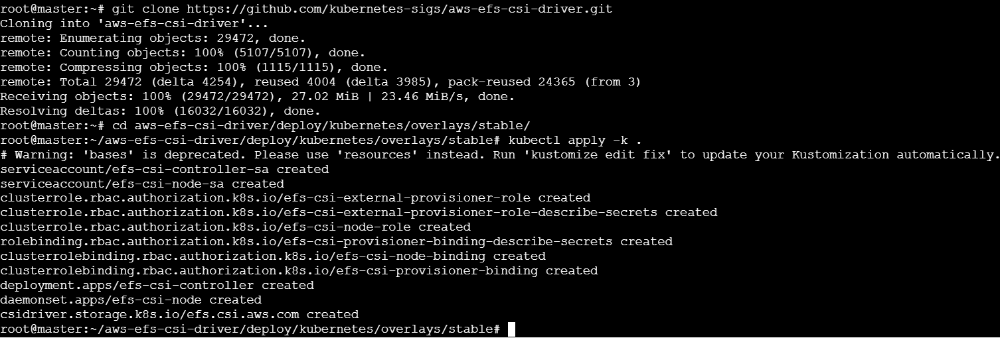 root@master:~# git clone https://github.com/kubernetes-sigs/aws-efs-csi-driver.git
Cloning into 'aws-efs-csi-driver'...
remote: Enumerating objects: 29472, done.
remote: Counting objects: 100% (5107/5107), done.
remote: Compressing objects: 100% (1115/1115), done.
remote: Total 29472 (delta 4254), reused 4004 (delta 3985), pack-reused 24365 (from 3)
Receiving objects: 100% (29472/29472), 27.02 MiB | 23.46 MiB/s, done.
Resolving deltas: 100% (16032/16032), done.
root@master:~# cd aws-efs-csi-driver/deploy/kubernetes/overlays/stable/
root@master:~/aws-efs-csi-driver/deploy/kubernetes/overlays/stable# kubectl apply -k .
# Warning: 'bases' is deprecated. Please use 'resources' instead. Run 'kustomize edit fix' to update your Kustomization automatically.
serviceaccount/efs-csi-controller-sa created
serviceaccount/efs-csi-node-sa created
clusterrole.rbac.authorization.k8s.io/efs-csi-external-provisioner-role created
clusterrole.rbac.authorization.k8s.io/efs-csi-external-provisioner-role-describe-secrets created
clusterrole.rbac.authorization.k8s.io/efs-csi-node-role created
rolebinding.rbac.authorization.k8s.io/efs-csi-provisioner-binding-describe-secrets created
clusterrolebinding.rbac.authorization.k8s.io/efs-csi-node-binding created
clusterrolebinding.rbac.authorization.k8s.io/efs-csi-provisioner-binding created
deployment.apps/efs-csi-controller created
daemonset.apps/efs-csi-node created
csidriver.storage.k8s.io/efs.csi.aws.com created
root@master:~/aws-efs-csi-driver/deploy/kubernetes/overlays/stable#